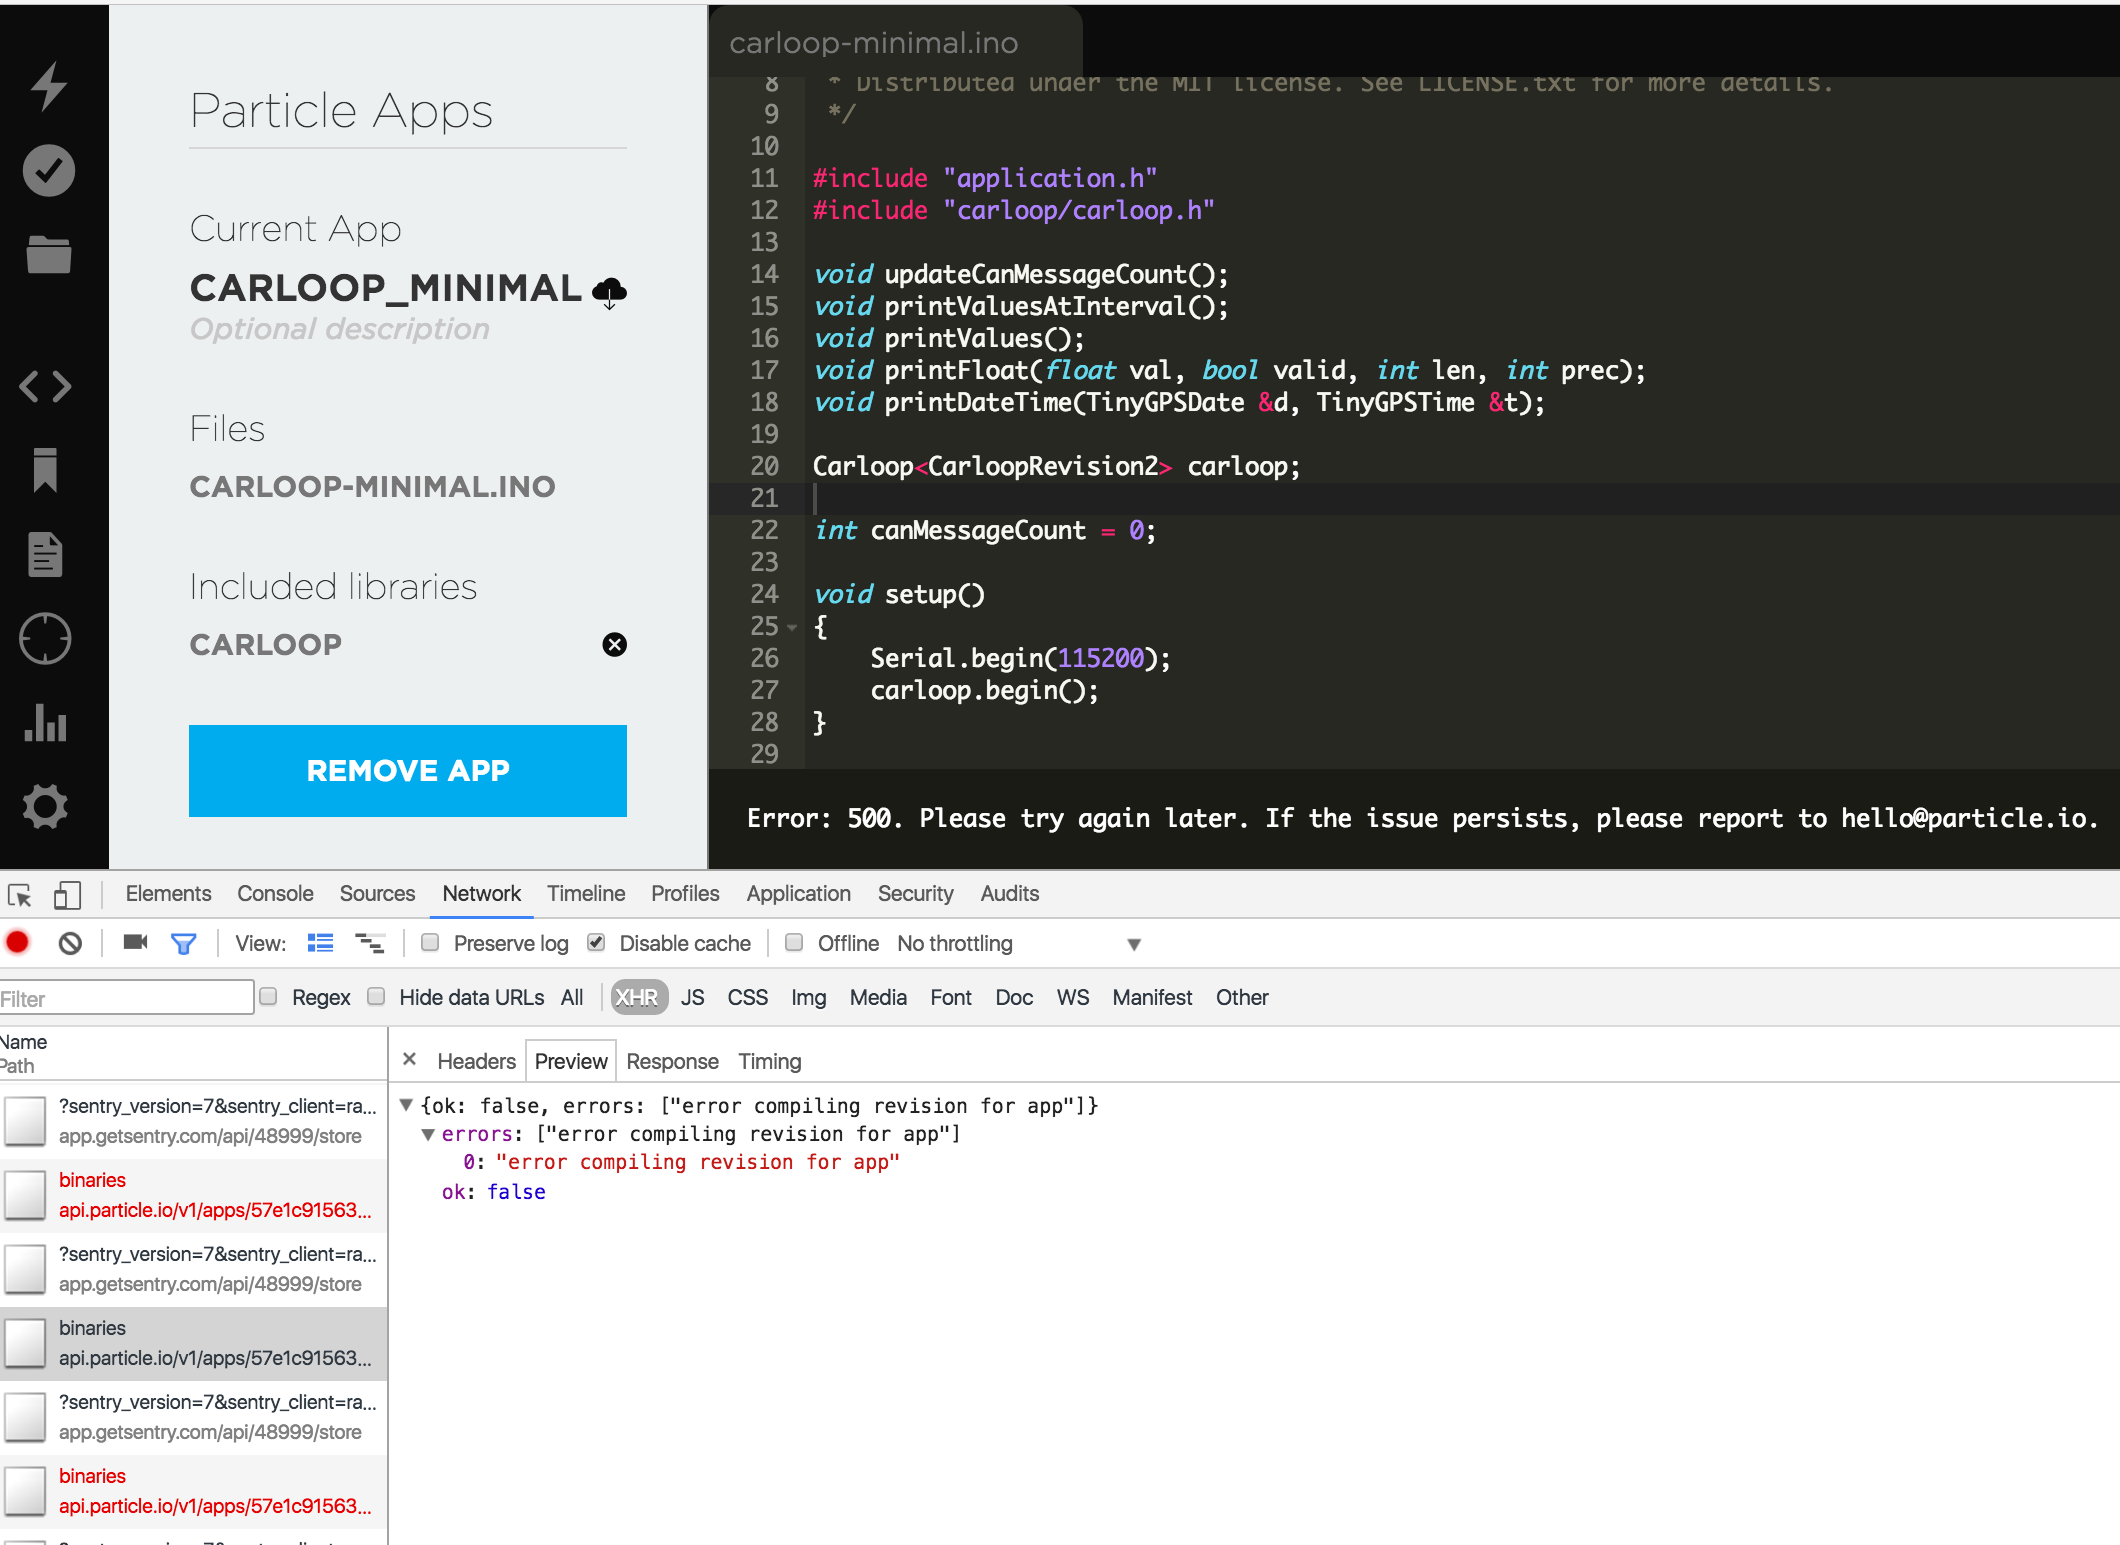 Particle Apps
Current App
CARLOOP_MINIMAL
Optional description
Files
CARLOOP-MINIMAL.INO
Included libraries
CARLOOP
REMOVE APP
carloop-minimal.ino
8 * Distributed under the MIT license. See LICENSE.txt for more details.
9 */
10
11 #include "application.h"
12 #include "carloop/carloop.h"
13
14 void updateCanMessageCount();
15 void printValuesAtInterval();
16 void printValues();
17 void printFloat(float val, bool valid, int len, int prec);
18 void printDateTime(TinyGPSDate &d, TinyGPSTime &t);
19
20 Carloop<CarloopRevision2> carloop;
21
22 int canMessageCount = 0;
23
24 void setup()
25 {
26 Serial.begin(115200);
27 carloop.begin();
28 }
29
Error: 500. Please try again later. If the issue persists, please report to hello@particle.io.
Elements Console Sources Network Timeline Profiles Application Security Audits
View: Preserve log Disable cache Offline No throttling
Filter Regex Hide data URLs All XHR JS CSS Img Media Font Doc WS Manifest Other
Name
Path
?sentry_version=7&sentry_client=ra...
app.getsentry.com/api/48999/store
binaries
api.particle.io/v1/apps/57e1c91563...
?sentry_version=7&sentry_client=ra...
app.getsentry.com/api/48999/store
binaries
api.particle.io/v1/apps/57e1c91563...
?sentry_version=7&sentry_client=ra...
app.getsentry.com/api/48999/store
binaries
api.particle.io/v1/apps/57e1c91563...
× Headers Preview Response Timing
{ok: false, errors: ["error compiling revision for app"]}
errors: ["error compiling revision for app"]
0: "error compiling revision for app"
ok: false